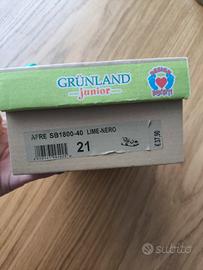 GRÜNLAND
junior
AFRE SB1800-40 LIME-NERO
21
€37,90
subito